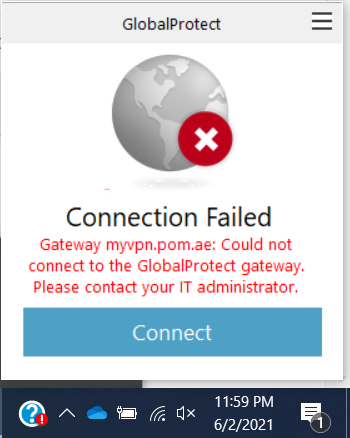 GlobalProtect
Connection Failed
Gateway myvpn.pom.ae: Could not
connect to the GlobalProtect gateway.
Please contact your IT administrator.
Connect
11:59 PM
6/2/2021
1